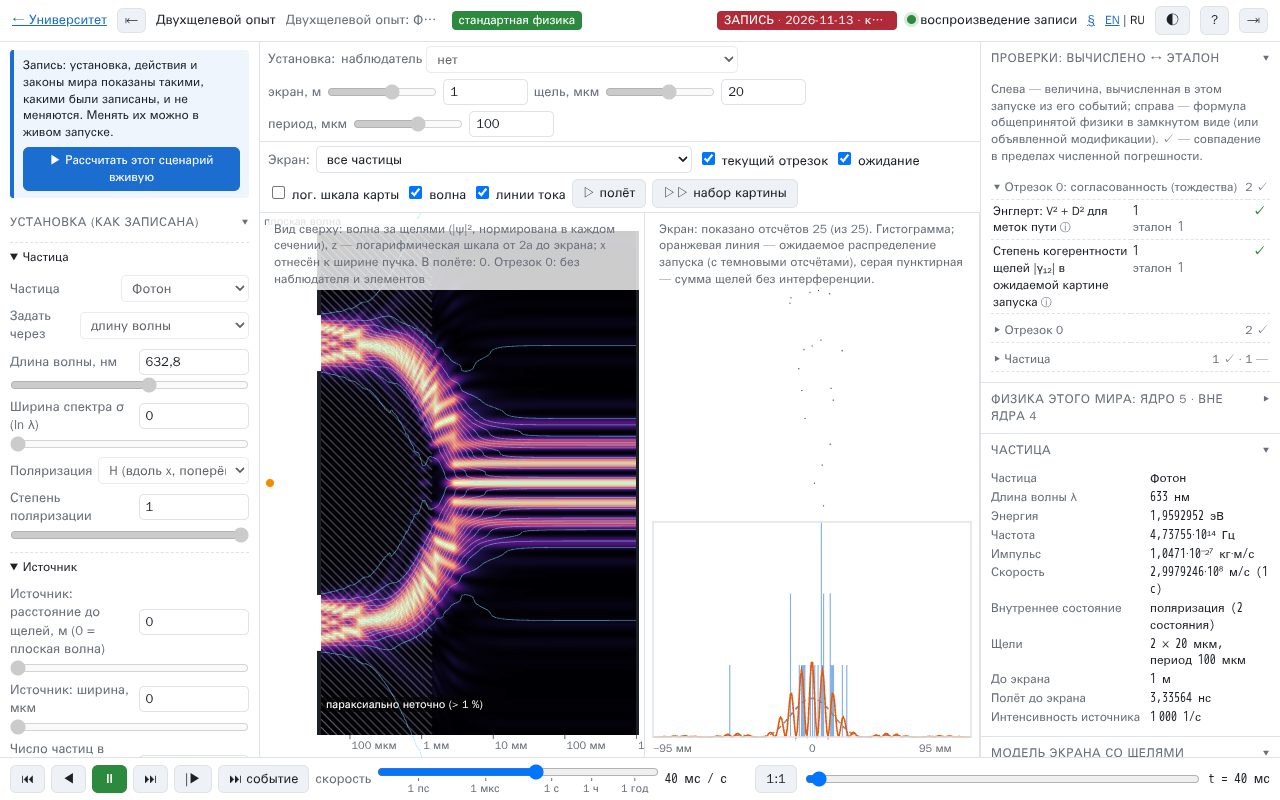 ← Университет
⇤
Двухщелевой опыт
Двухщелевой опыт: Ф···
стандартная физика
ЗАПИСЬ · 2026-11-13 · к···
воспроизведение записи
§
EN | RU
?
⇥
Запись: установка, действия и
законы мира показаны такими,
какими были записаны, и не
меняются. Менять их можно в
живом запуске.
▶ Рассчитать этот сценарий
вживую
УСТАНОВКА (КАК ЗАПИСАНА)
Частица
Частица
Фотон
Задать
через
длину волны
Длина волны, нм
632,8
Ширина спектра σ
(ln λ)
0
Поляризация
Степень
поляризации
1
Источник
Источник:
расстояние до
щелей, м (0 =
плоская волна)
0
Источник: ширина,
мкм
0
Число частиц в
Установка: наблюдатель
нет
экран, м
1
щель, мкм
20
период, мкм
100
Экран:
все частицы
текущий отрезок
ожидание
лог. шкала карты
волна
линии тока
▷ полёт
▷▷ набор картины
плоская волна
Вид сверху: волна за щелями (|ψ|², нормирована в каждом
сечении), z — логарифмическая шкала от 2a до экрана; x
отнесён к ширине пучка. В полёте: 0. Отрезок 0: без
наблюдателя и элементов
параксиально неточно (> 1 %)
100 мкм
1 мм
10 мм
100 мм
1
Экран: показано отсчётов 25 (из 25). Гистограмма;
оранжевая линия — ожидаемое распределение
запуска (с темновыми отсчётами), серая пунктирная
— сумма щелей без интерференции.
−95 мм
0
95 мм
ПРОВЕРКИ: ВЫЧИСЛЕНО ↔ ЭТАЛОН
Слева — величина, вычисленная в этом
запуске из его событий; справа — формула
общепринятой физики в замкнутом виде (или
объявленной модификации). ✓ — совпадение
в пределах численной погрешности.
Отрезок 0: согласованность (тождества) 2 ✓
Энглерт: V² + D² для
меток пути ⓘ
1
эталон 1
✓
Степень когерентности
щелей |γ₁₂| в
ожидаемой картине
запуска ⓘ
1
эталон 1
✓
Отрезок 0 2 ✓
Частица 1 ✓ · 1 —
ФИЗИКА ЭТОГО МИРА: ЯДРО 5 · ВНЕ
ЯДРА 4
ЧАСТИЦА
Частица Фотон
Длина волны λ 633 нм
Энергия 1,9592952 эВ
Частота 4,73755·10¹⁴ Гц
Импульс 1,0471·10⁻²⁷ кг·м/с
Скорость 2,9979246·10⁸ м/с (1
c)
Внутреннее состояние поляризация (2
состояния)
Щели 2 × 20 мкм,
период 100 мкм
До экрана 1 м
Полёт до экрана 3,33564 нс
Интенсивность источника 1 000 1/с
МОДЕЛЬ ЭКРАНА СО ЩЕЛЯМИ
⏭ событие
скорость
1 пс
1 мкс
1 с
1 ч
1 год
40 мс / с
1:1
t = 40 мс